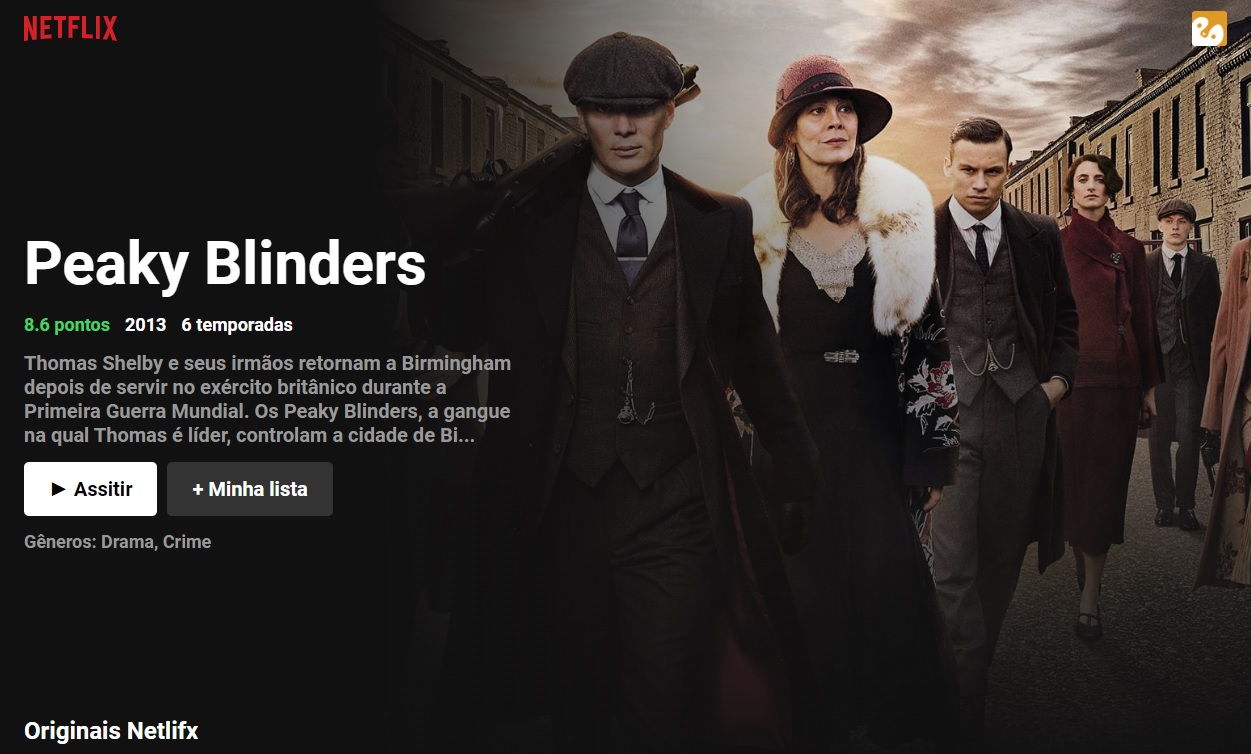 NETFLIX
Peaky Blinders
8.6 pontos 2013 6 temporadas
Thomas Shelby e seus irmãos retornam a Birmingham
depois de servir no exército britânico durante a
Primeira Guerra Mundial. Os Peaky Blinders, a gangue
na qual Thomas é líder, controlam a cidade de Bi...
► Assitir
+ Minha lista
Gêneros: Drama, Crime
Originais Netlifx